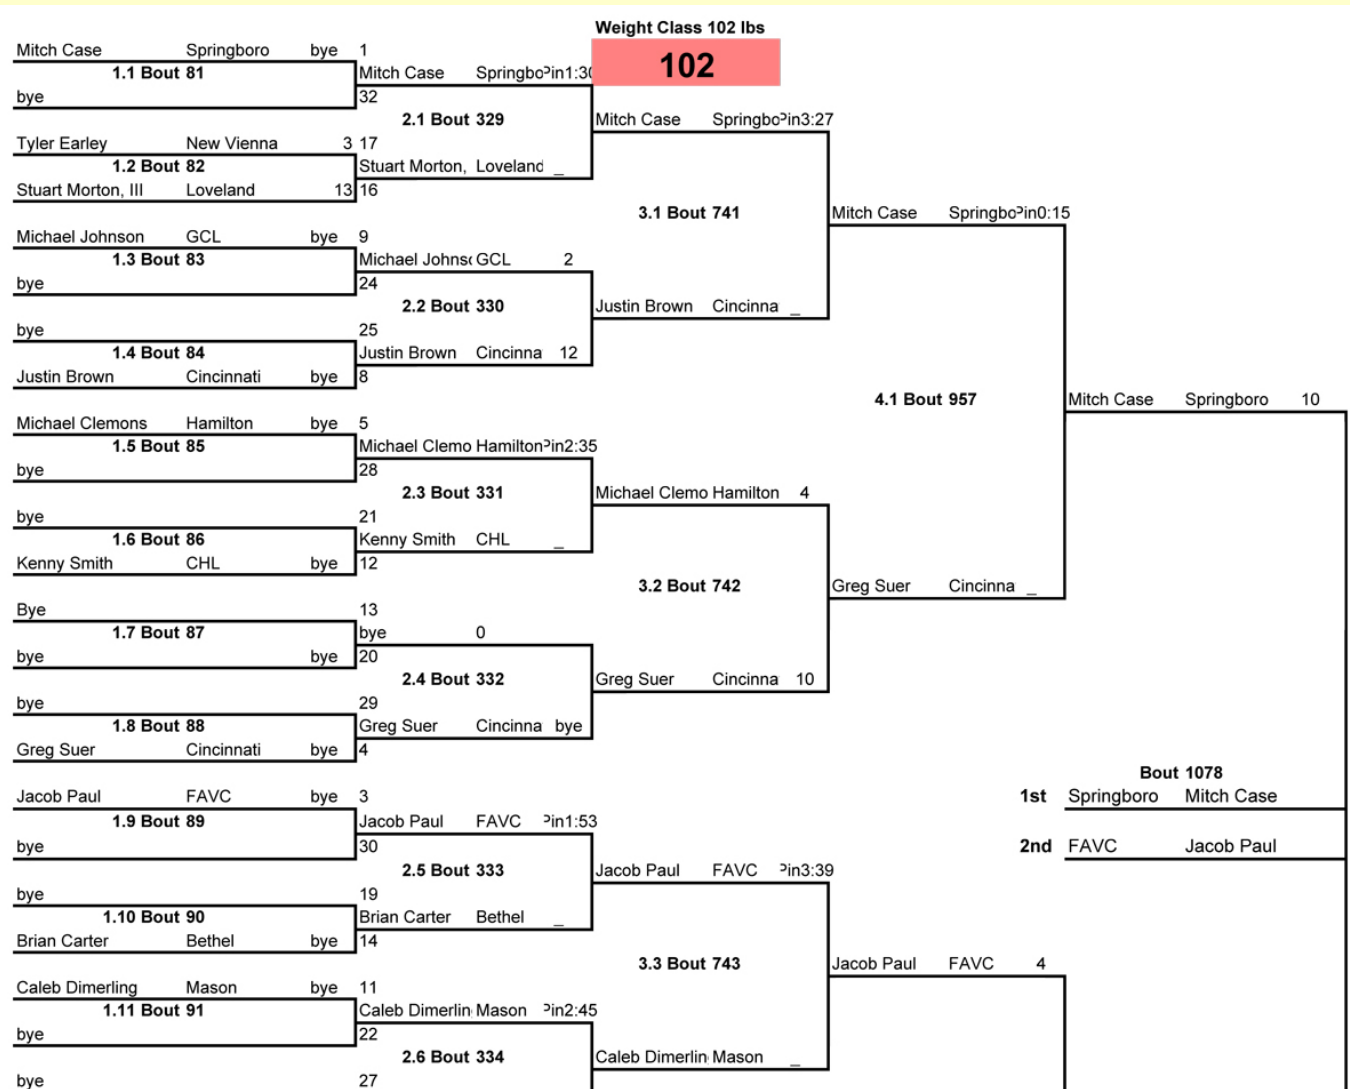 Weight Class 102 lbs
Mitch Case Springboro bye 1
102
1.1 Bout 81
Mitch Case Springbo Pin1:30
bye 32
2.1 Bout 329
Mitch Case Springbo Pin3:27
Tyler Earley New Vienna 3 17
1.2 Bout 82
Stuart Morton, Loveland _
Stuart Morton, III Loveland 13 16
3.1 Bout 741
Mitch Case Springbo Pin0:15
Michael Johnson GCL bye 9
1.3 Bout 83
Michael Johns GCL 2
bye 24
2.2 Bout 330
Justin Brown Cincinna _
bye 25
1.4 Bout 84
Justin Brown Cincinna 12
Justin Brown Cincinnati bye 8
4.1 Bout 957
Mitch Case Springboro 10
Michael Clemons Hamilton bye 5
1.5 Bout 85
Michael Clemo Hamilton Pin2:35
bye 28
2.3 Bout 331
Michael Clemo Hamilton 4
bye 21
1.6 Bout 86
Kenny Smith CHL _
Kenny Smith CHL bye 12
3.2 Bout 742
Greg Suer Cincinna _
Bye 13
1.7 Bout 87
bye 0
bye bye 20
2.4 Bout 332
Greg Suer Cincinna 10
bye 29
1.8 Bout 88
Greg Suer Cincinna bye
Greg Suer Cincinnati bye 4
Bout 1078
Jacob Paul FAVC bye 3
1st Springboro Mitch Case
1.9 Bout 89
Jacob Paul FAVC Pin1:53
bye 30
2nd FAVC Jacob Paul
2.5 Bout 333
Jacob Paul FAVC Pin3:39
bye 19
1.10 Bout 90
Brian Carter Bethel _
Brian Carter Bethel bye 14
3.3 Bout 743
Jacob Paul FAVC 4
Caleb Dimerling Mason bye 11
1.11 Bout 91
Caleb Dimerlin Mason Pin2:45
bye 22
2.6 Bout 334
Caleb Dimerlin Mason _
bye 27